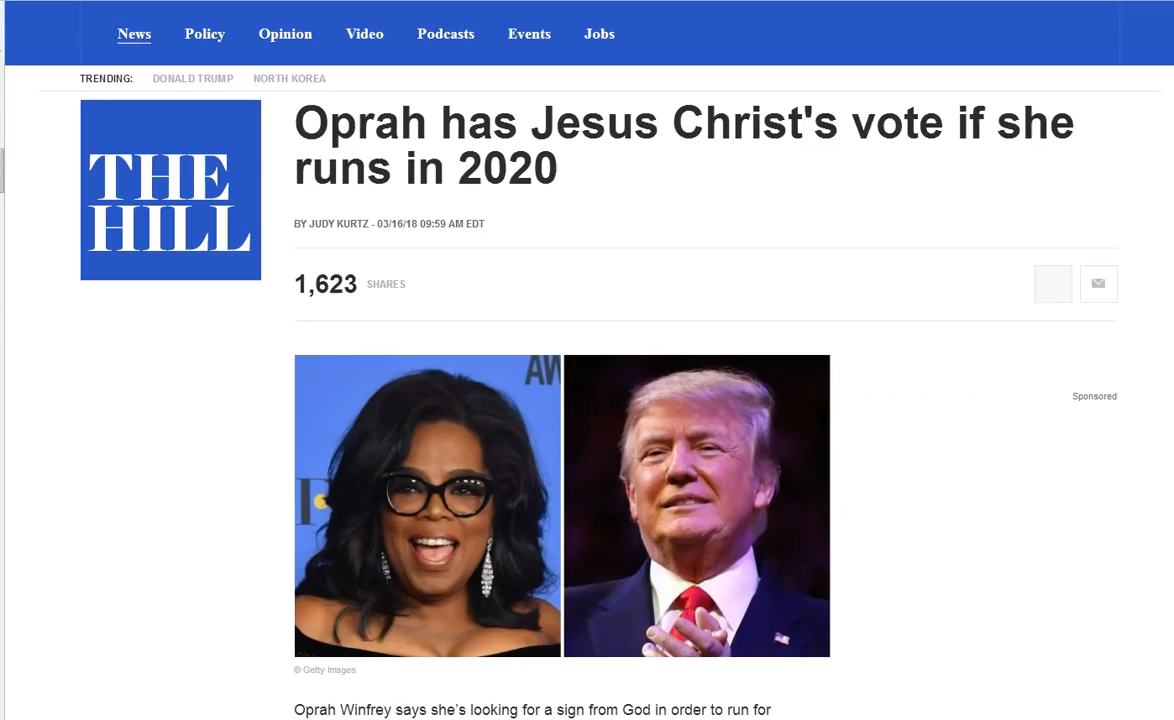 News Policy Opinion Video Podcasts Events Jobs
TRENDING: DONALD TRUMP NORTH KOREA
THE
HILL
Oprah has Jesus Christ's vote if she
runs in 2020
BY JUDY KURTZ - 03/16/18 09:59 AM EDT
1,623 SHARES
AW
F
Sponsored
© Getty Images
Oprah Winfrey says she's looking for a sign from God in order to run for